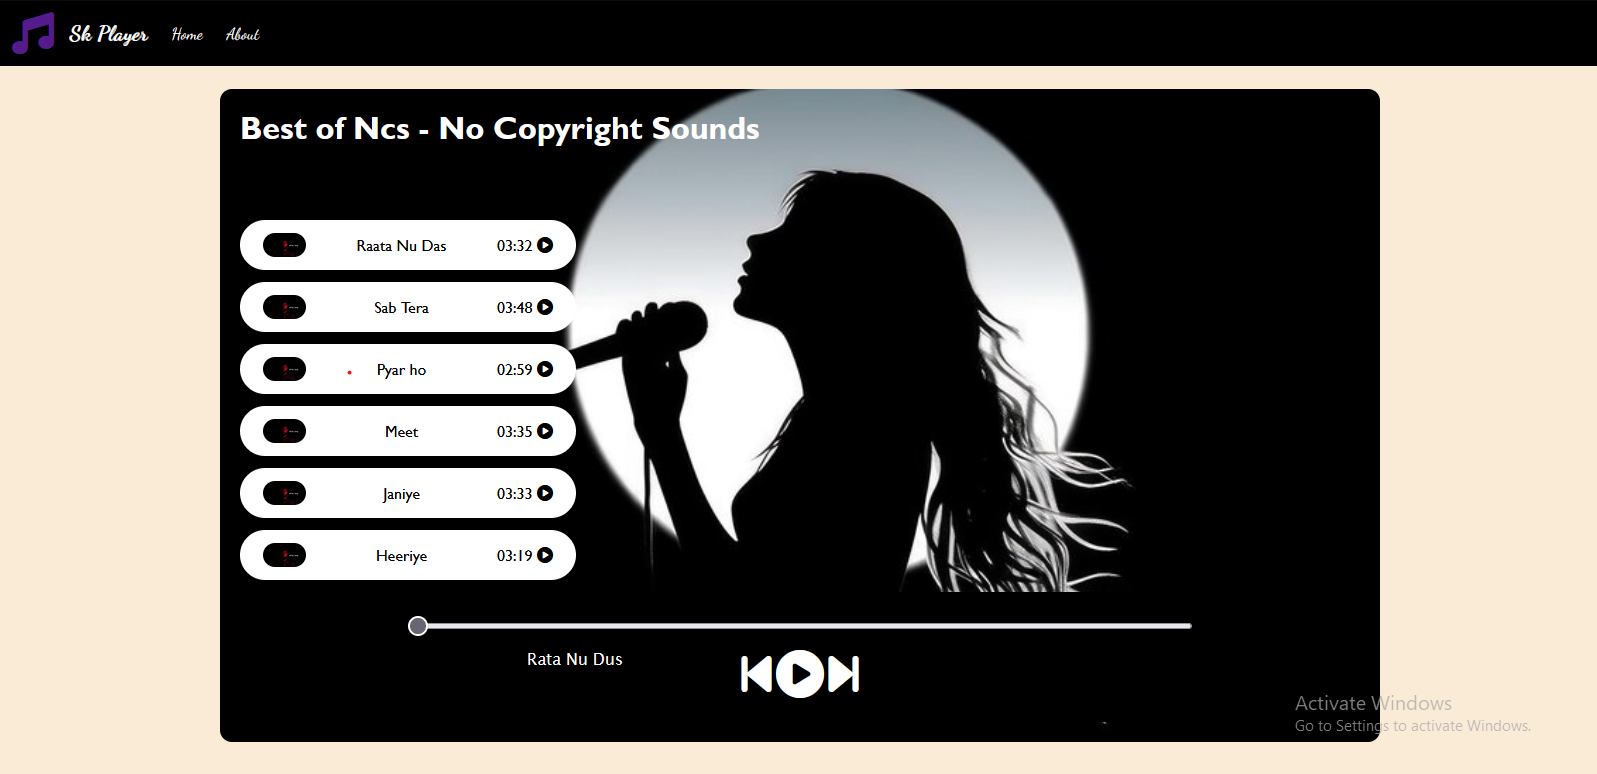 Sk Player Home About
Best of Ncs - No Copyright Sounds
Raata Nu Das 03:32
Sab Tera 03:48
Pyar ho 02:59
Meet 03:35
Janiye 03:33
Heeriye 03:19
Rata Nu Dus
Activate Windows
Go to Settings to activate Windows.